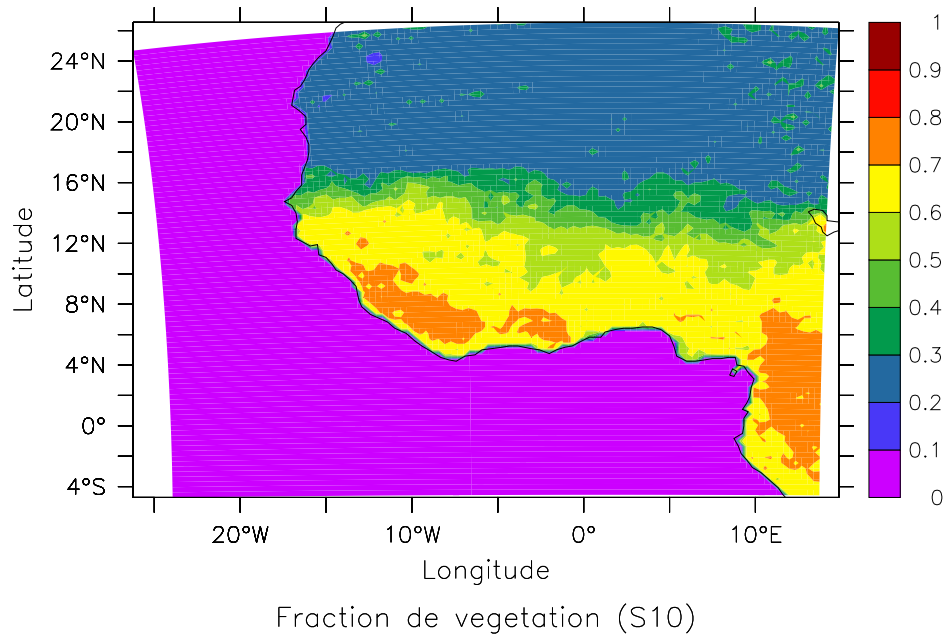 Latitude
24°N
20°N
16°N
12°N
8°N
4°N
0°
4°S
20°W
10°W
0°
10°E
Longitude
1
0.9
0.8
0.7
0.6
0.5
0.4
0.3
0.2
0.1
0
Fraction de vegetation (S10)